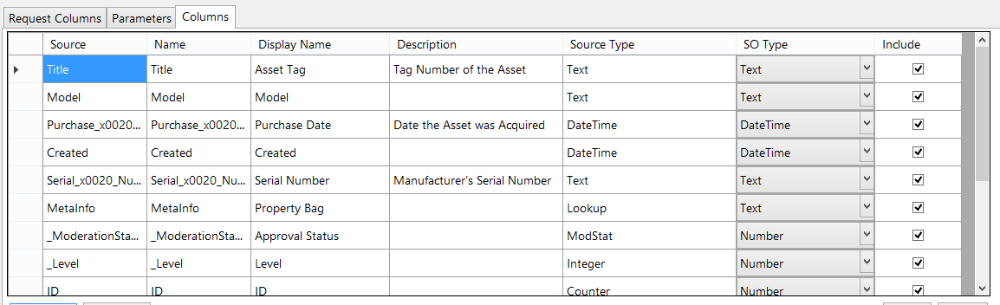 Request Columns Parameters Columns
Source Name Display Name Description Source Type SO Type Include
Title Title Asset Tag Tag Number of the Asset Text Text
Model Model Model Text Text
Purchase_x0020... Purchase_x0020... Purchase Date Date the Asset was Acquired DateTime DateTime
Created Created Created DateTime DateTime
Serial_x0020_Nu... Serial_x0020_Nu... Serial Number Manufacturer's Serial Number Text Text
MetaInfo MetaInfo Property Bag Lookup Text
_ModerationSta... _ModerationSta... Approval Status ModStat Number
_Level _Level Level Integer Number
ID ID ID Counter Number